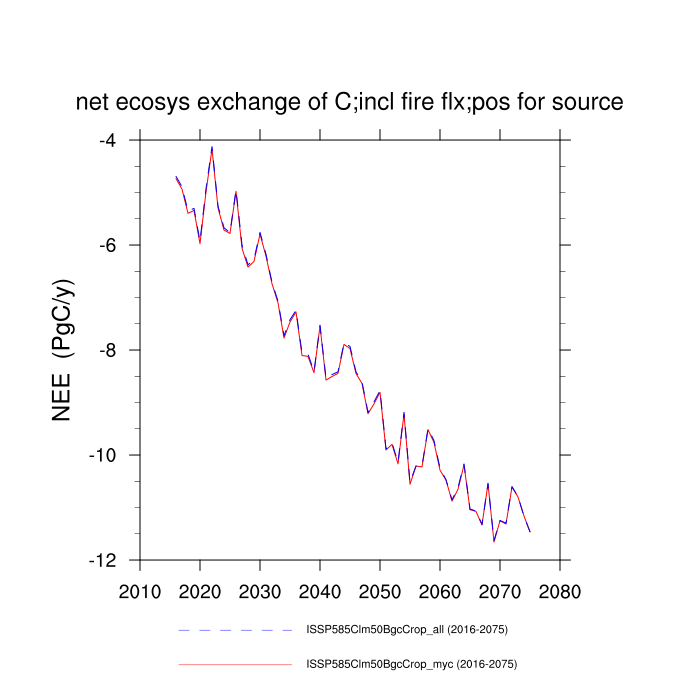 net ecosys exchange of C;incl fire flx;pos for source
-4
-6
-8
-10
-12
NEE (PgC/y)
2010 2020 2030 2040 2050 2060 2070 2080
ISSP585Clm50BgcCrop_all (2016-2075)
ISSP585Clm50BgcCrop_myc (2016-2075)